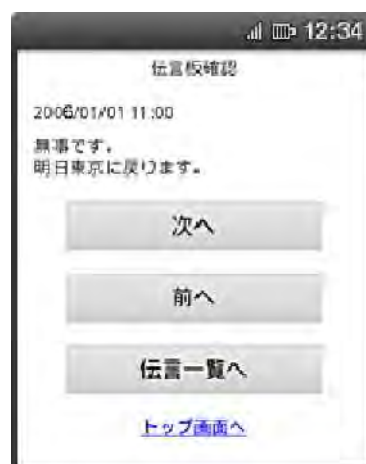 12:34
伝言板確認
2006/01/01 11:00
無事です。
明日東京に戻ります。
次へ
前へ
伝言一覧へ
トップ画面へ